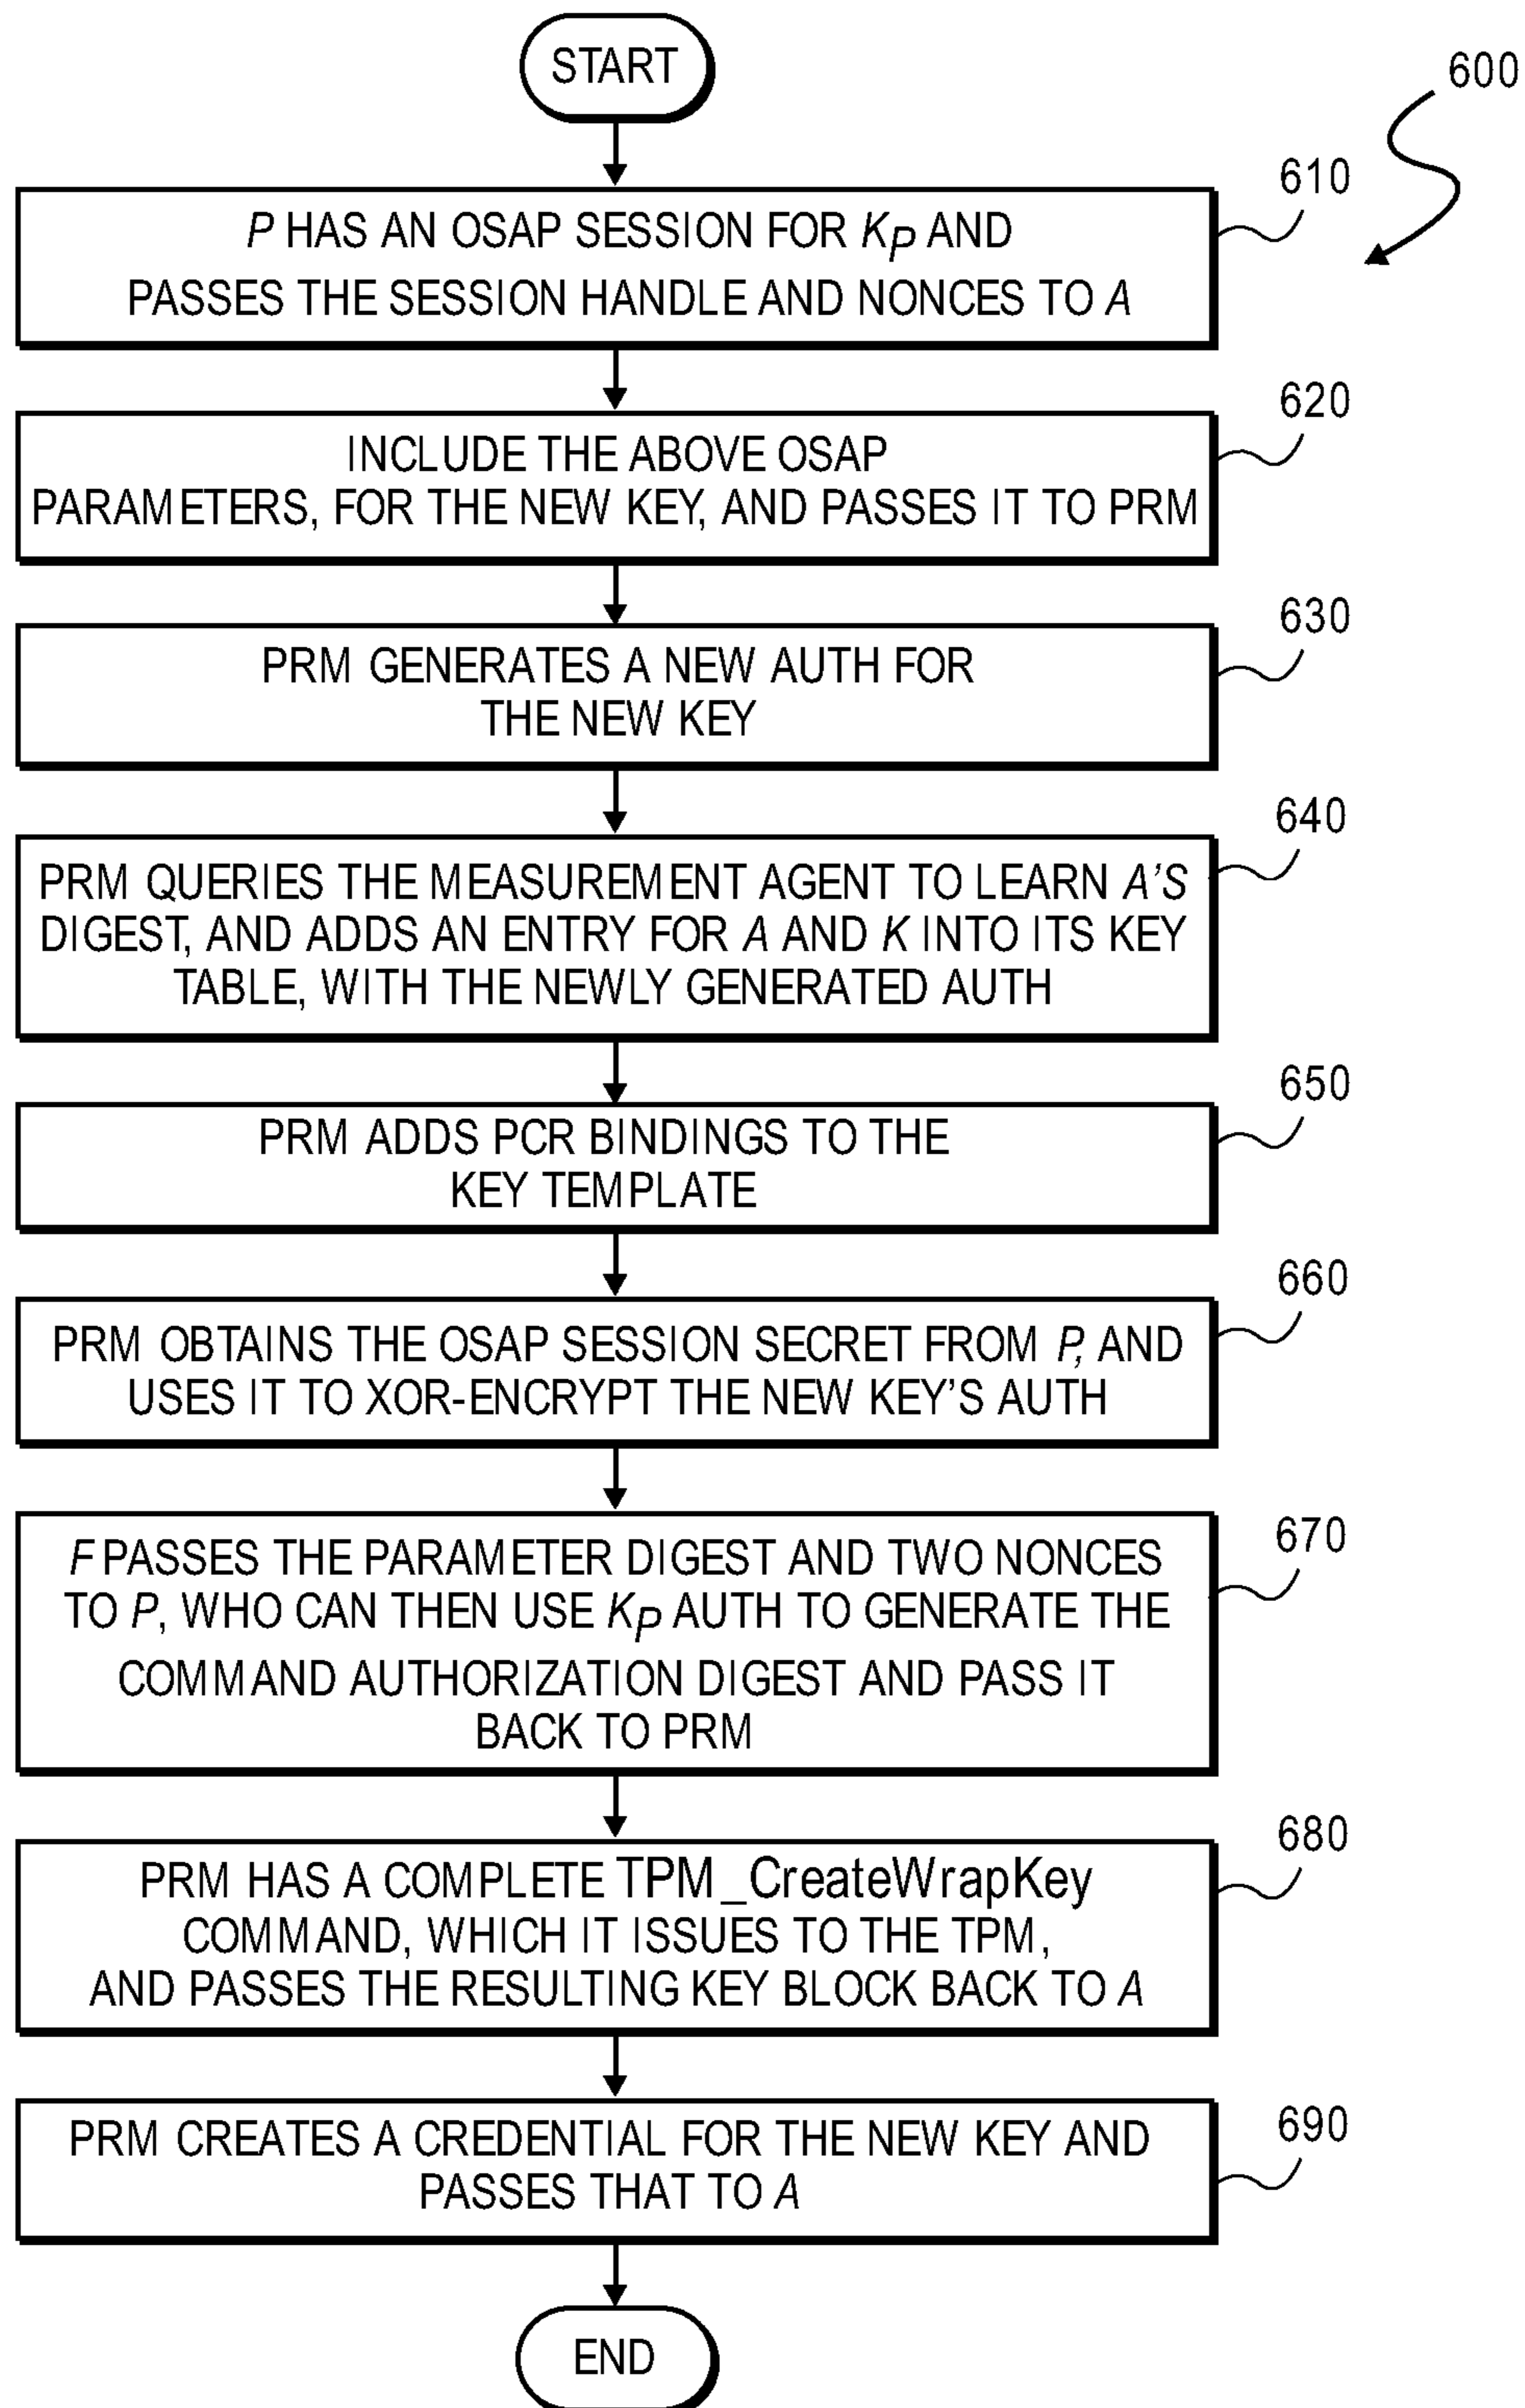 START
600
610
P HAS AN OSAP SESSION FOR KP AND
PASSES THE SESSION HANDLE AND NONCES TO A
620
INCLUDE THE ABOVE OSAP
PARAMETERS, FOR THE NEW KEY, AND PASSES IT TO PRM
630
PRM GENERATES A NEW AUTH FOR
THE NEW KEY
640
PRM QUERIES THE MEASUREMENT AGENT TO LEARN A'S
DIGEST, AND ADDS AN ENTRY FOR A AND K INTO ITS KEY
TABLE, WITH THE NEWLY GENERATED AUTH
650
PRM ADDS PCR BINDINGS TO THE
KEY TEMPLATE
660
PRM OBTAINS THE OSAP SESSION SECRET FROM P, AND
USES IT TO XOR-ENCRYPT THE NEW KEY'S AUTH
670
F PASSES THE PARAMETER DIGEST AND TWO NONCES
TO P, WHO CAN THEN USE KP AUTH TO GENERATE THE
COMMAND AUTHORIZATION DIGEST AND PASS IT
BACK TO PRM
680
PRM HAS A COMPLETE TPM_CreateWrapKey
COMMAND, WHICH IT ISSUES TO THE TPM,
AND PASSES THE RESULTING KEY BLOCK BACK TO A
690
PRM CREATES A CREDENTIAL FOR THE NEW KEY AND
PASSES THAT TO A
END